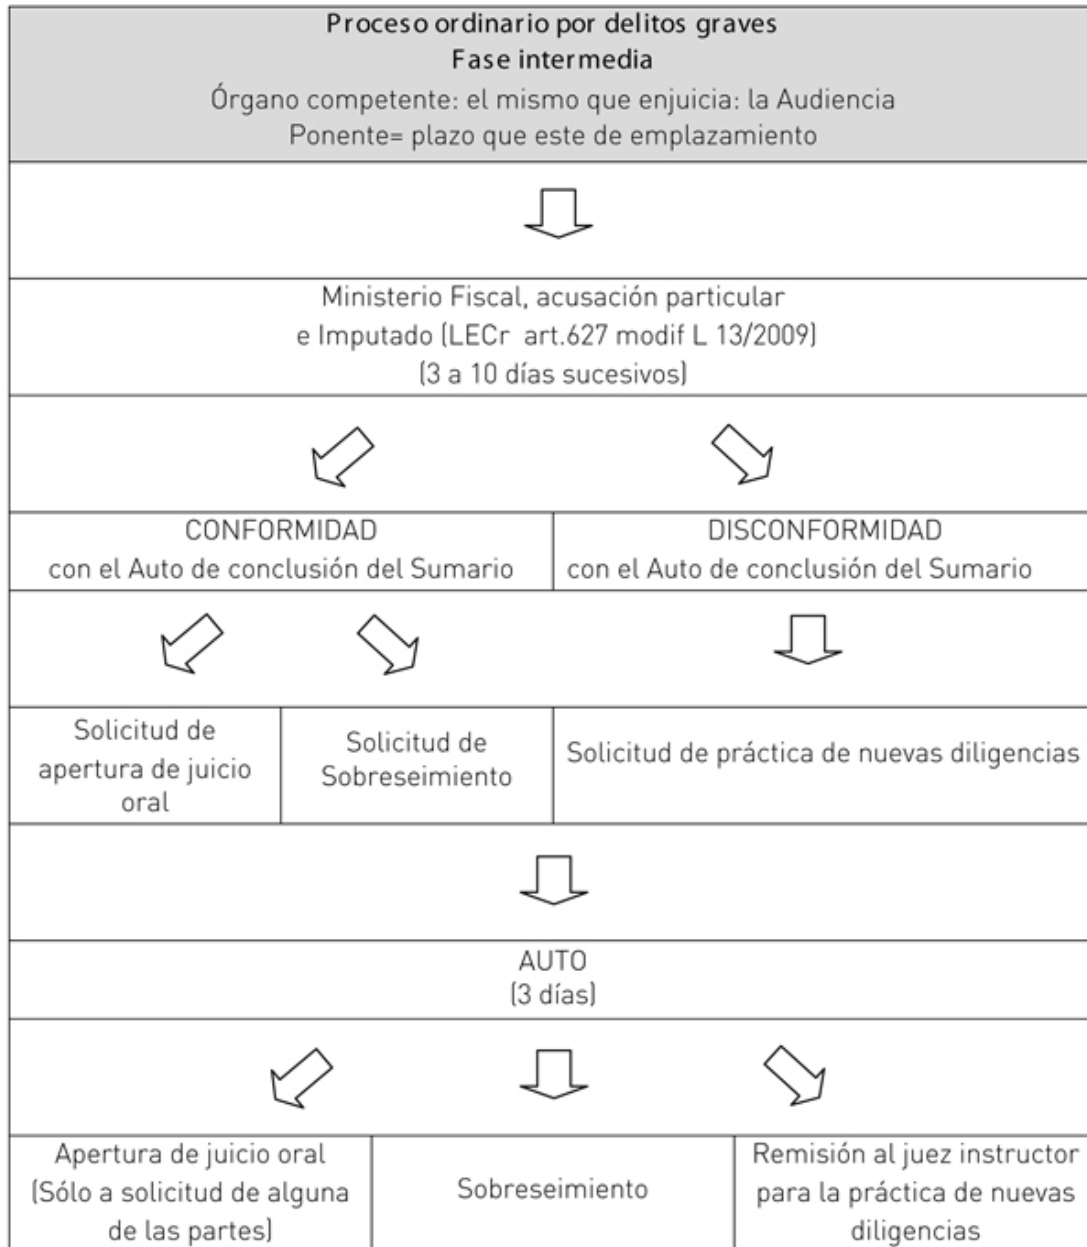 Proceso ordinario por delitos graves
Fase intermedia
Órgano competente: el mismo que enjuicia: la Audiencia
Ponente= plazo que este de emplazamiento
Ministerio Fiscal, acusación particular
e Imputado (LECr art.627 modif L 13/2009)
(3 a 10 días sucesivos)
CONFORMIDAD
con el Auto de conclusión del Sumario
DISCONFORMIDAD
con el Auto de conclusión del Sumario
Solicitud de
apertura de juicio
oral
Solicitud de
Sobreseimiento
Solicitud de práctica de nuevas diligencias
AUTO
(3 días)
Apertura de juicio oral
(Sólo a solicitud de alguna
de las partes)
Sobreseimiento
Remisión al juez instructor
para la práctica de nuevas
diligencias